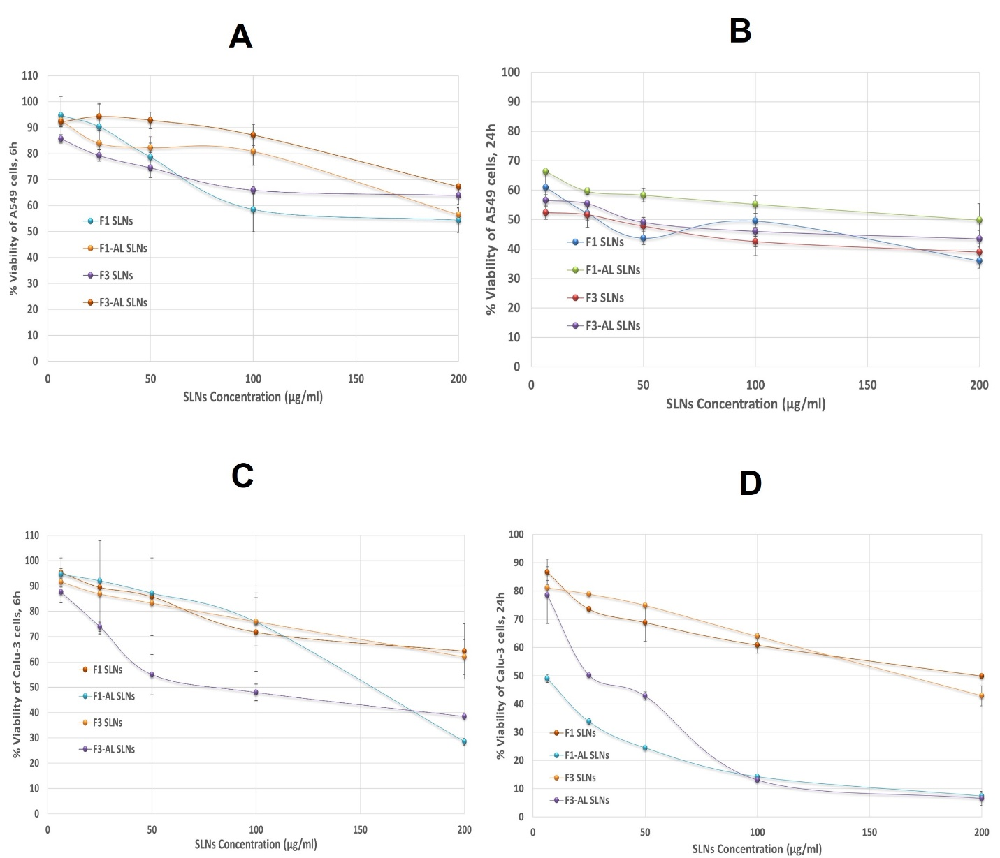 A
110
100
90
80
70
60
50
40
30
20
10
0
% Viability of A549 cells, 6h
F1 SLNs
F1-AL SLNs
F3 SLNs
F3-AL SLNs
0 50 100 150 200
SLNs Concentration (µg/ml)
B
100
90
80
70
60
50
40
30
20
10
0
% Viability of A549 cells, 24h
F1 SLNs
F1-AL SLNs
F3 SLNs
F3-AL SLNs
0 50 100 150 200
SLNs Concentration (µg/ml)
C
110
100
90
80
70
60
50
40
30
20
10
0
% Viability of Calu-3 cells, 6h
F1 SLNs
F1-AL SLNs
F3 SLNs
F3-AL SLNs
0 50 100 150 200
SLNs Concentration (µg/ml)
D
100
90
80
70
60
50
40
30
20
10
0
% Viability of Calu-3 cells, 24h
F1 SLNs
F1-AL SLNs
F3 SLNs
F3-AL SLNs
0 50 100 150 200
SLNs Concentration (µg/ml)